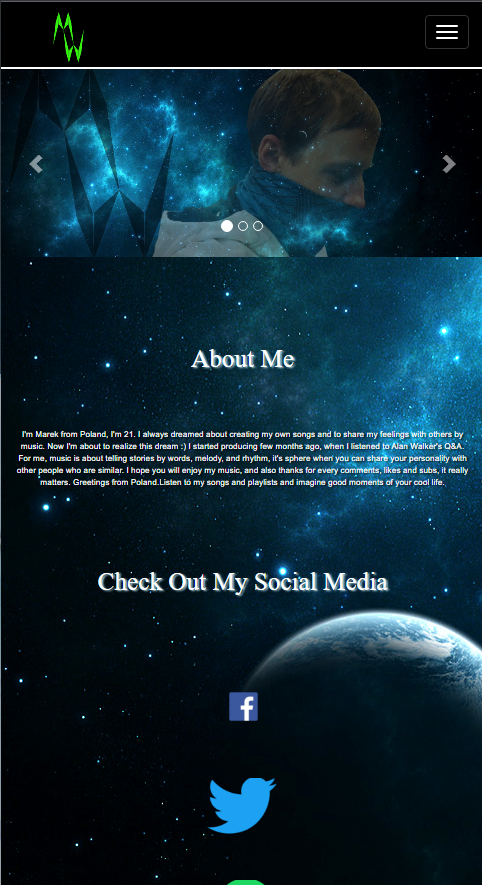 MW
About Me
I'm Marek from Poland, I'm 21. I always dreamed about creating my own songs and to share my feelings with others by
music. Now I'm about to realize this dream :) I started producing few months ago, when I listened to Alan Walker's Q&A.
For me, music is about telling stories by words, melody, and rhythm, it's sphere when you can share your personality with
other people who are similar. I hope you will enjoy my music, and also thanks for every comments, likes and subs, it really
matters. Greetings from Poland.Listen to my songs and playlists and imagine good moments of your cool life.
Check Out My Social Media